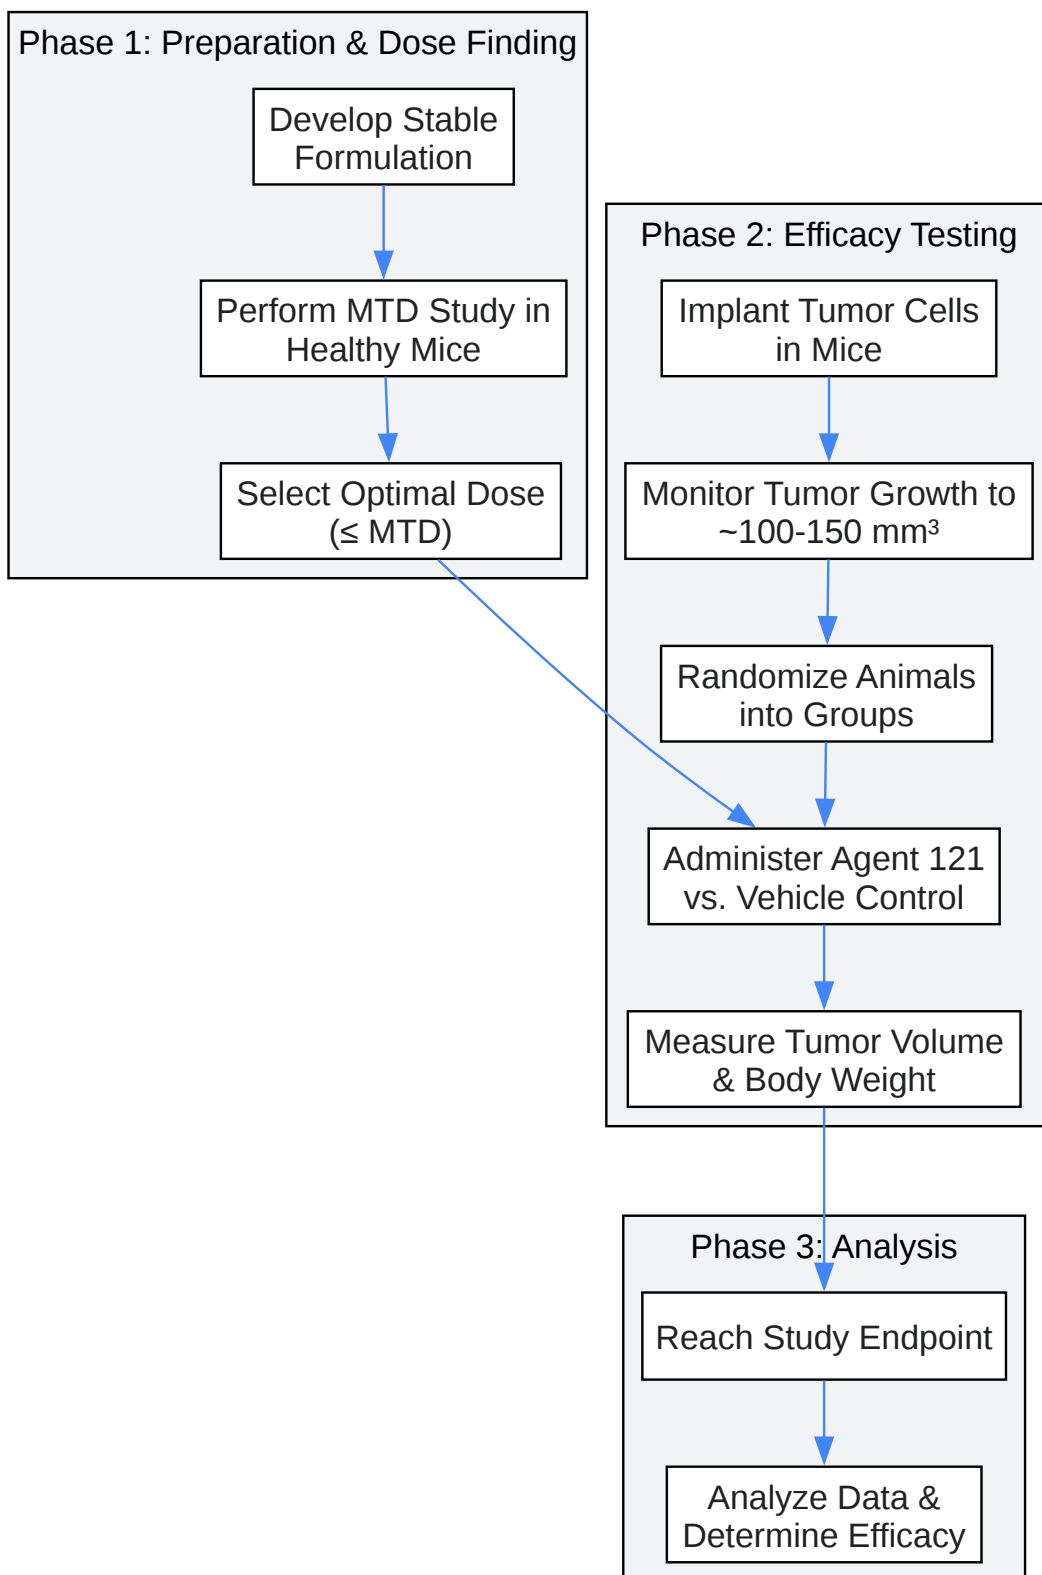 Phase 1: Preparation & Dose Finding
Develop Stable
Formulation
Perform MTD Study in
Healthy Mice
Select Optimal Dose
(≤ MTD)
Phase 2: Efficacy Testing
Implant Tumor Cells
in Mice
Monitor Tumor Growth to
~100-150 mm³
Randomize Animals
into Groups
Administer Agent 121
vs. Vehicle Control
Measure Tumor Volume
& Body Weight
Phase 3: Analysis
Reach Study Endpoint
Analyze Data &
Determine Efficacy